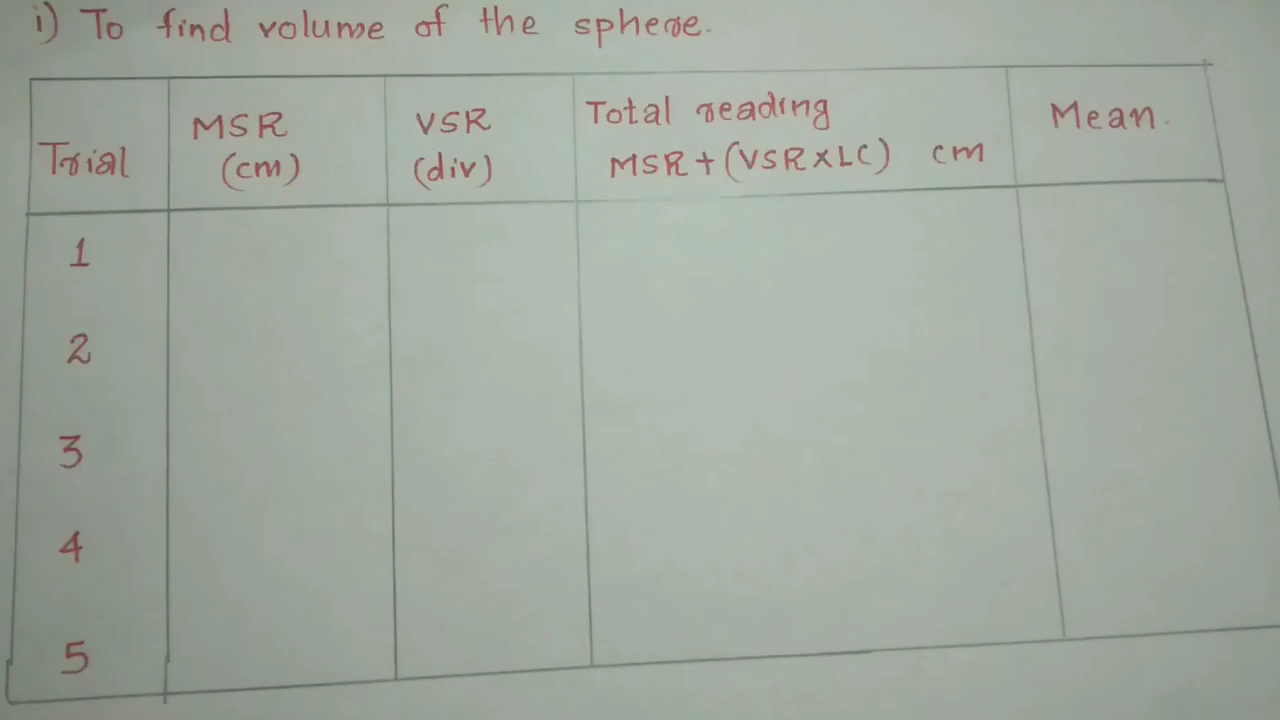 i) To find volume of the sphere.
Trial
MSR
(cm)
VSR
(div)
Total reading
MSR + (VSR x LC) cm
Mean.
1
2
3
4
5